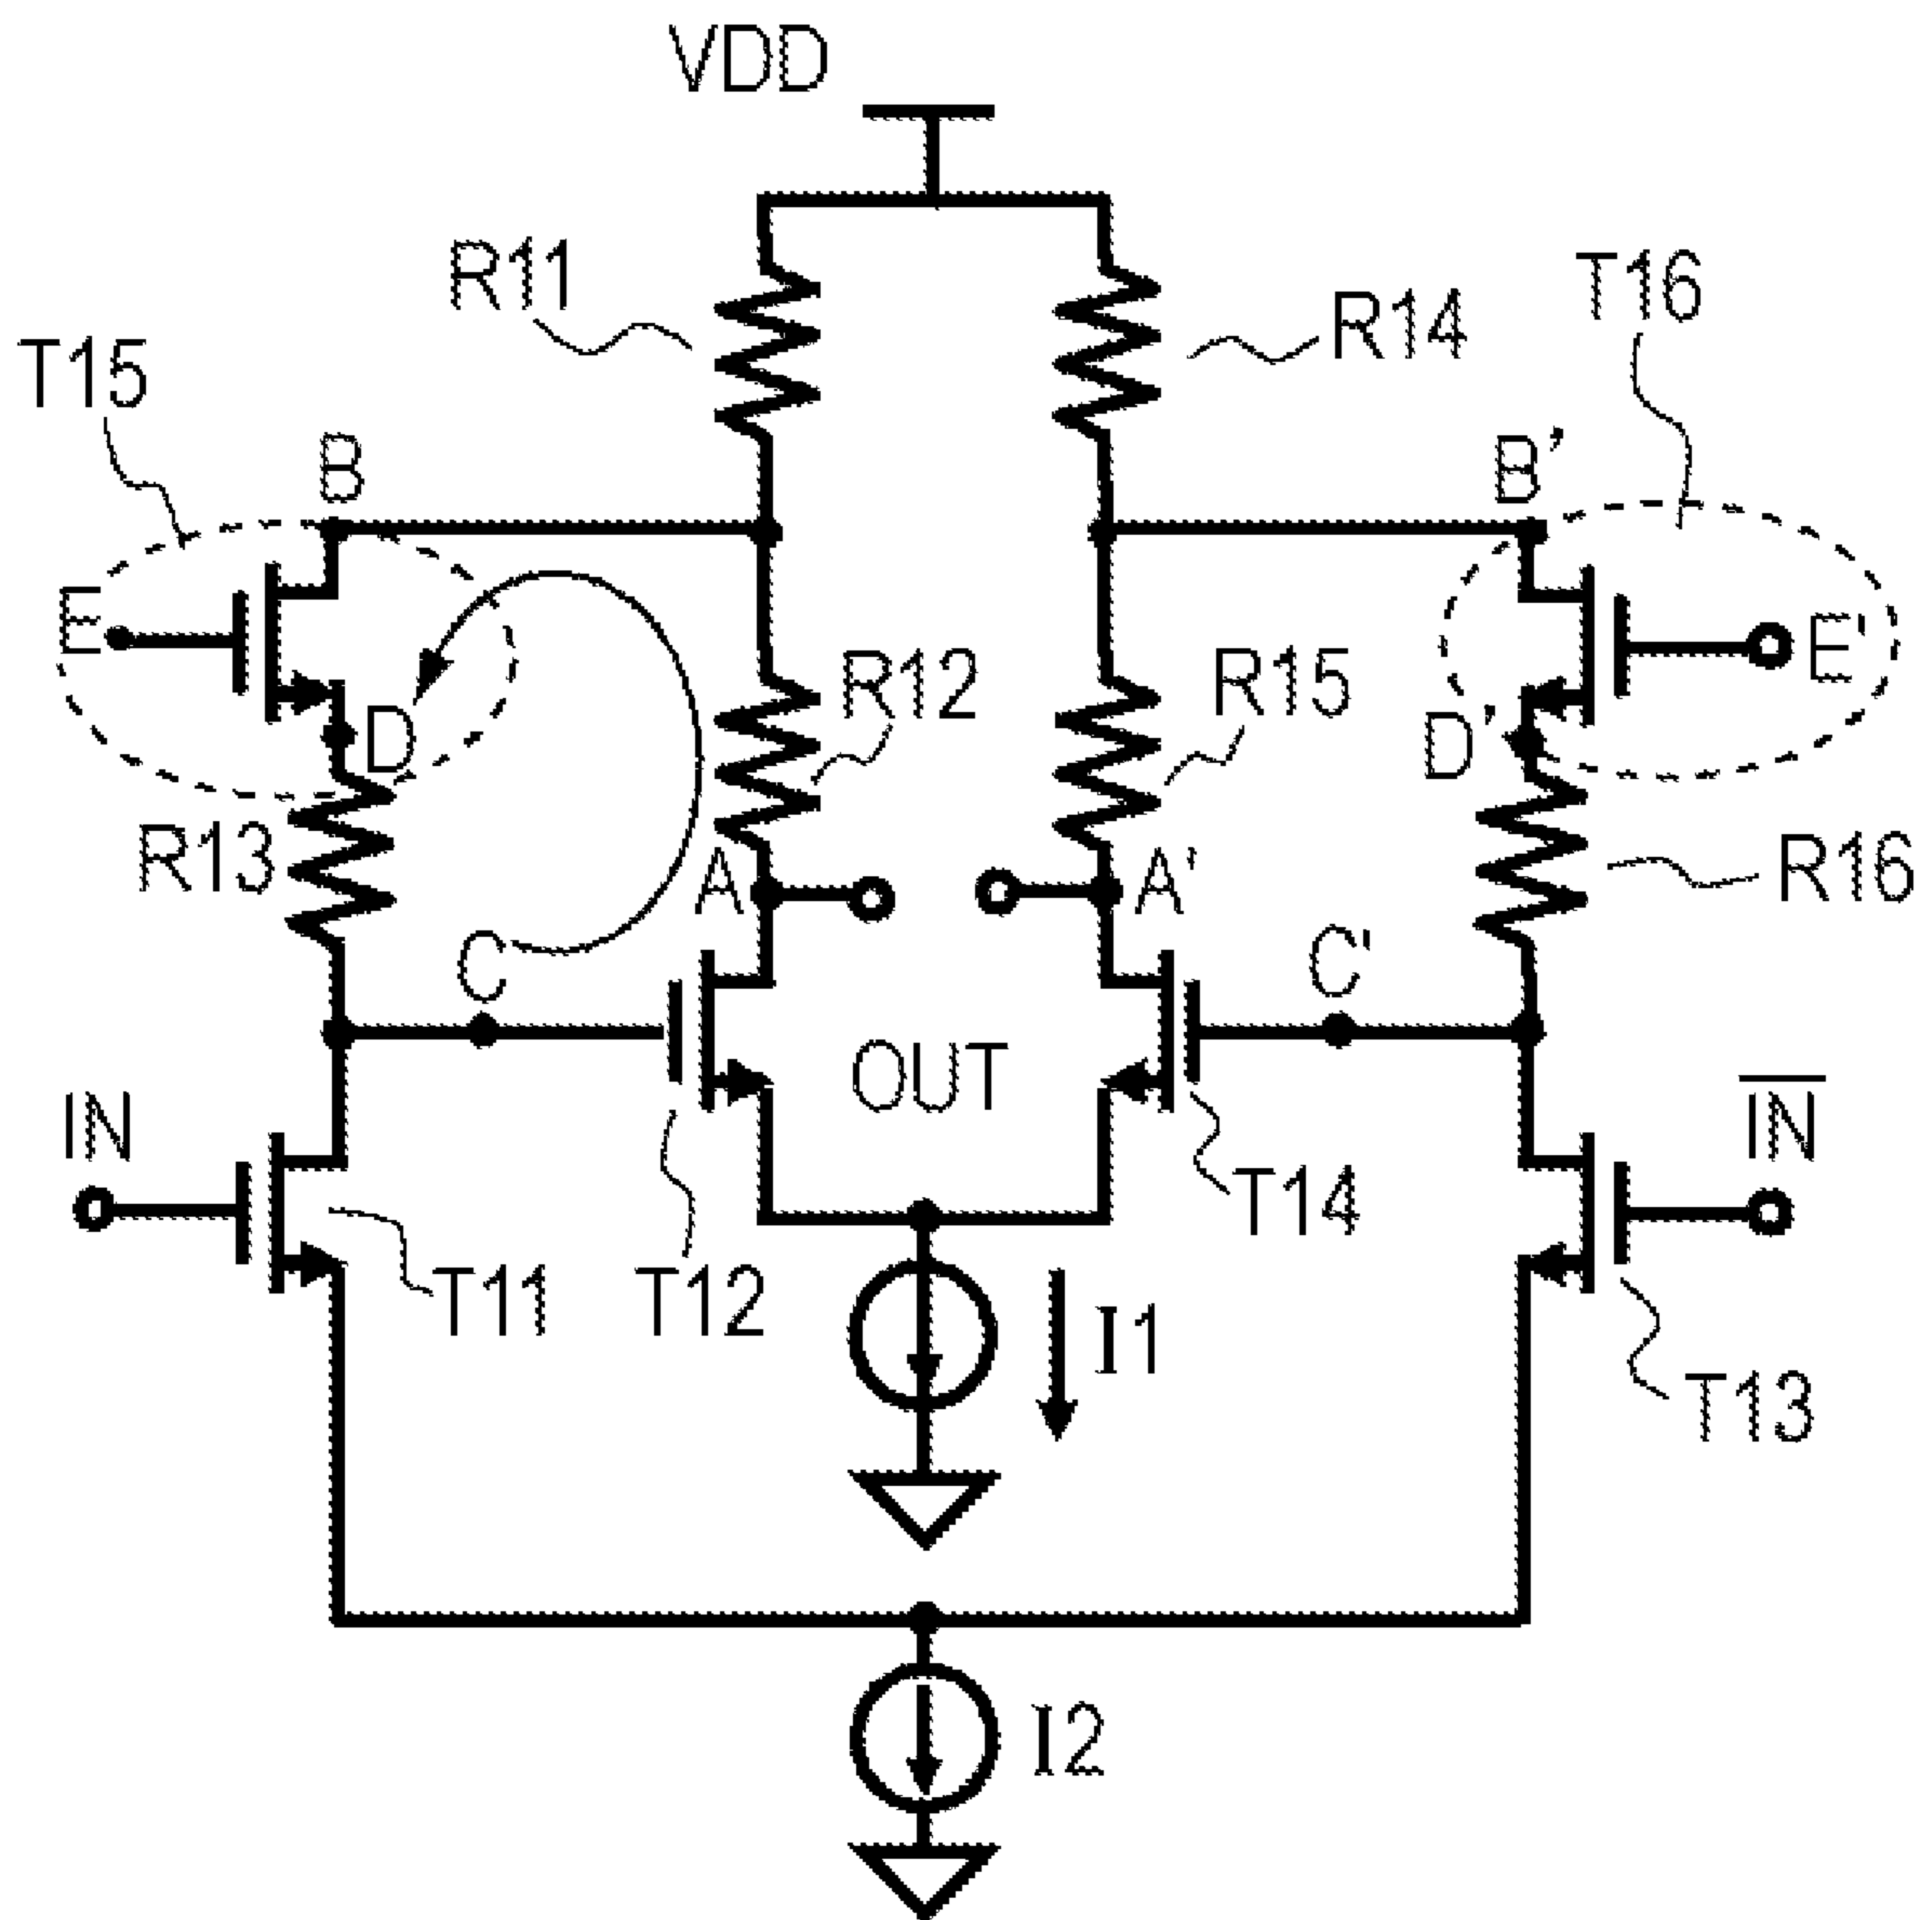 VDD
R11
T16
R14
T15
B
B'
E
E'
R12
R15
D
D'
R13
R16
A
A'
C
C'
OUT
IN
IN
T14
T11
T12
I1
T13
I2